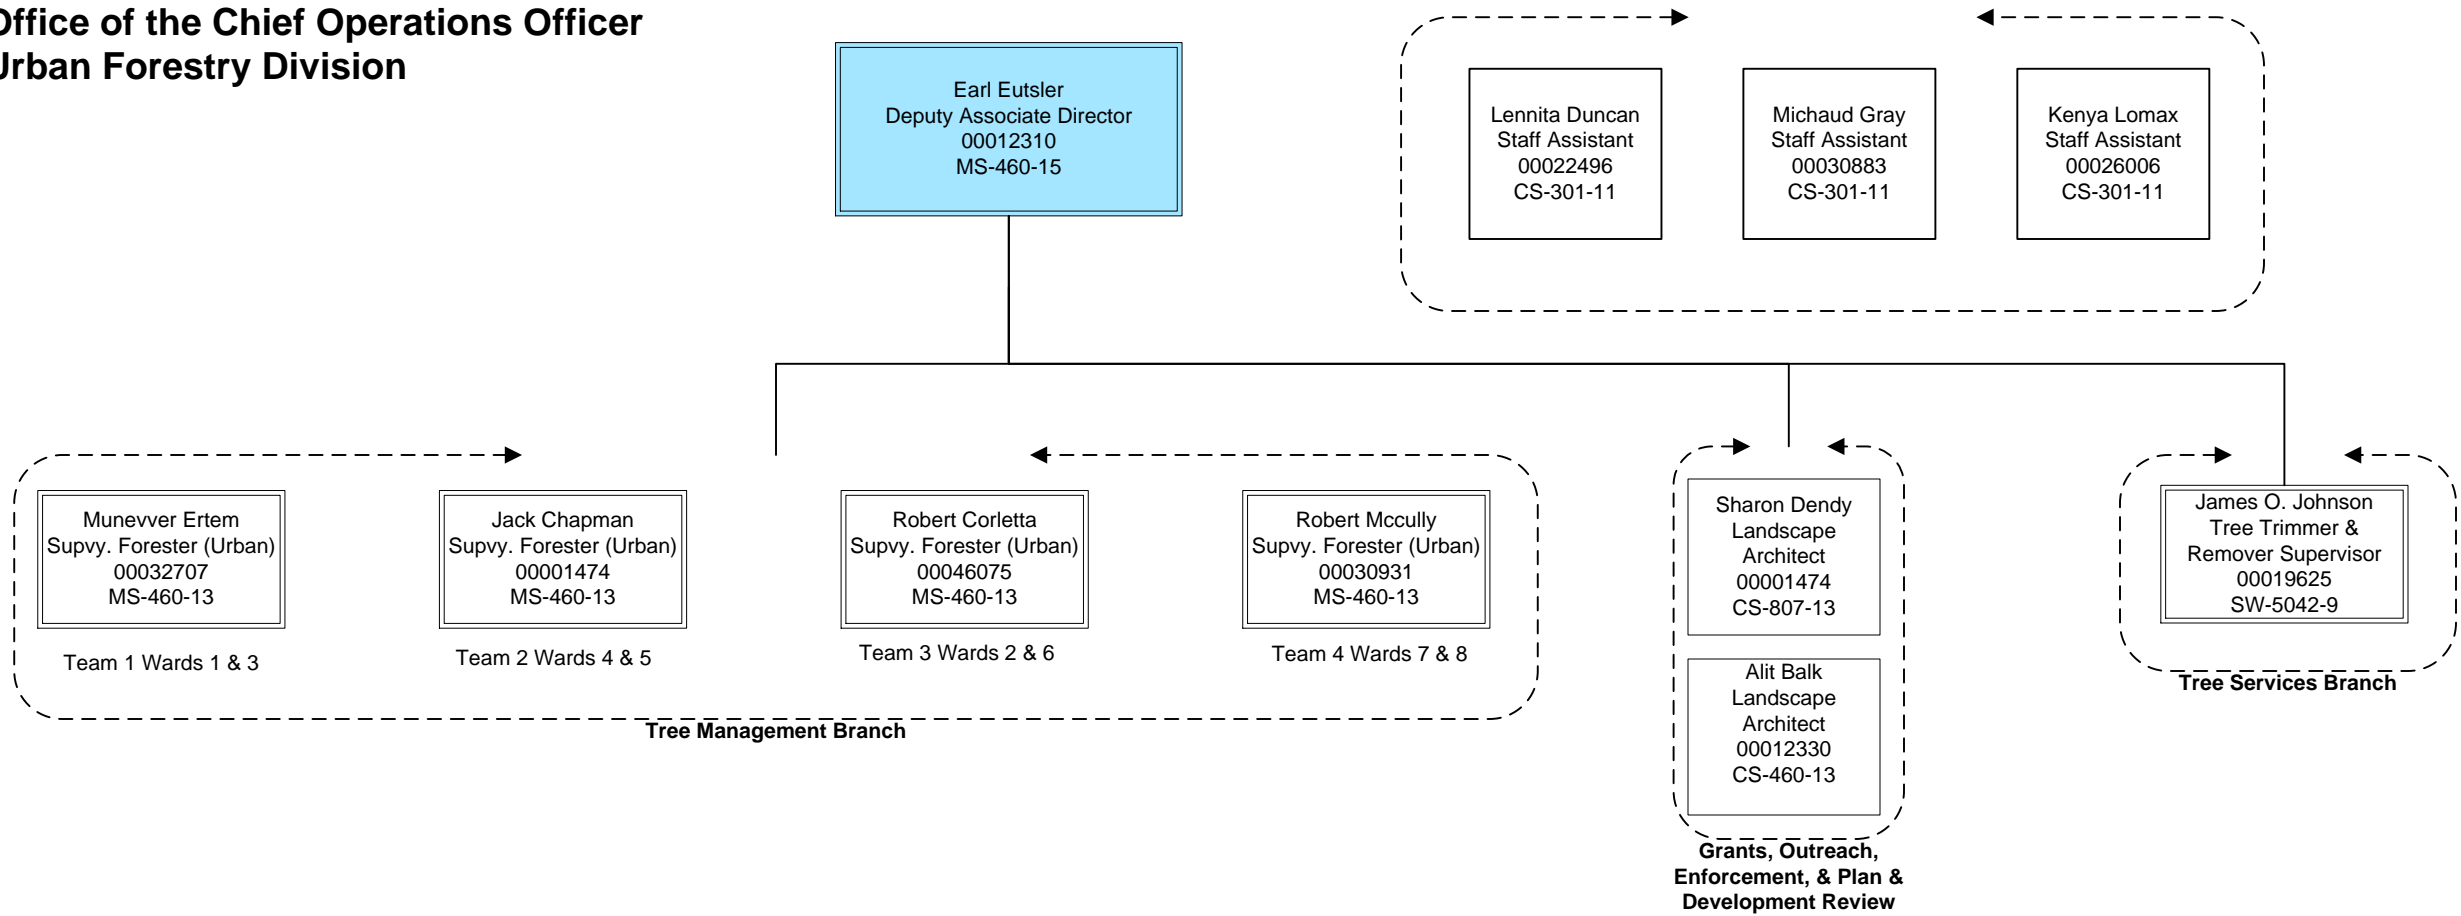 Office of the Chief Operations Officer
Urban Forestry Division
Earl Eutsler
Deputy Associate Director
00012310
MS-460-15
Lennita Duncan
Staff Assistant
00022496
CS-301-11
Michaud Gray
Staff Assistant
00030883
CS-301-11
Kenya Lomax
Staff Assistant
00026006
CS-301-11
Munevver Ertem
Supvy. Forester (Urban)
00032707
MS-460-13
Team 1 Wards 1 & 3
Jack Chapman
Supvy. Forester (Urban)
00001474
MS-460-13
Team 2 Wards 4 & 5
Robert Corletta
Supvy. Forester (Urban)
00046075
MS-460-13
Team 3 Wards 2 & 6
Robert Mccully
Supvy. Forester (Urban)
00030931
MS-460-13
Team 4 Wards 7 & 8
Tree Management Branch
Sharon Dendy
Landscape
Architect
00001474
CS-807-13
Alit Balk
Landscape
Architect
00012330
CS-460-13
Grants, Outreach,
Enforcement, & Plan &
Development Review
James O. Johnson
Tree Trimmer &
Remover Supervisor
00019625
SW-5042-9
Tree Services Branch